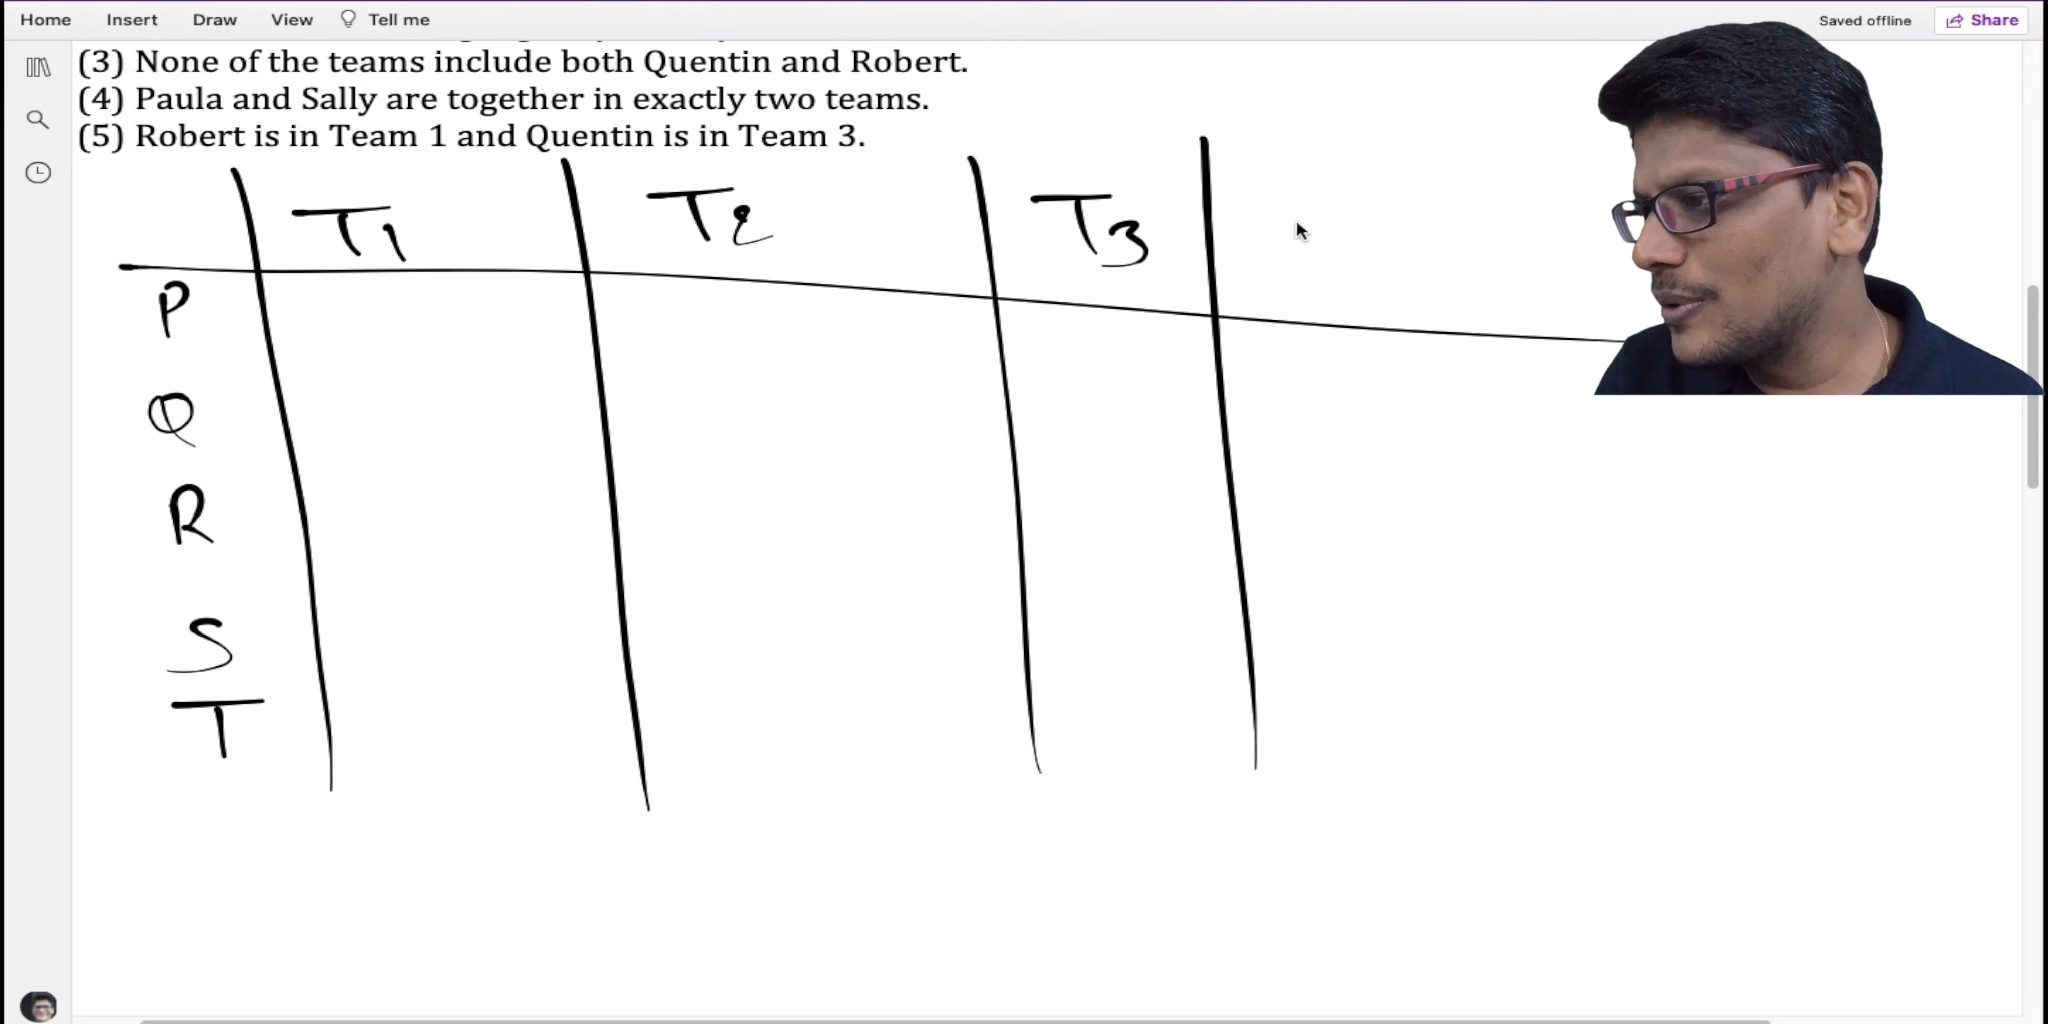 Home Insert Draw View Tell me Saved offline Share
(3) None of the teams include both Quentin and Robert.
(4) Paula and Sally are together in exactly two teams.
(5) Robert is in Team 1 and Quentin is in Team 3.
T1 T2 T3
P
Q
R
S
T